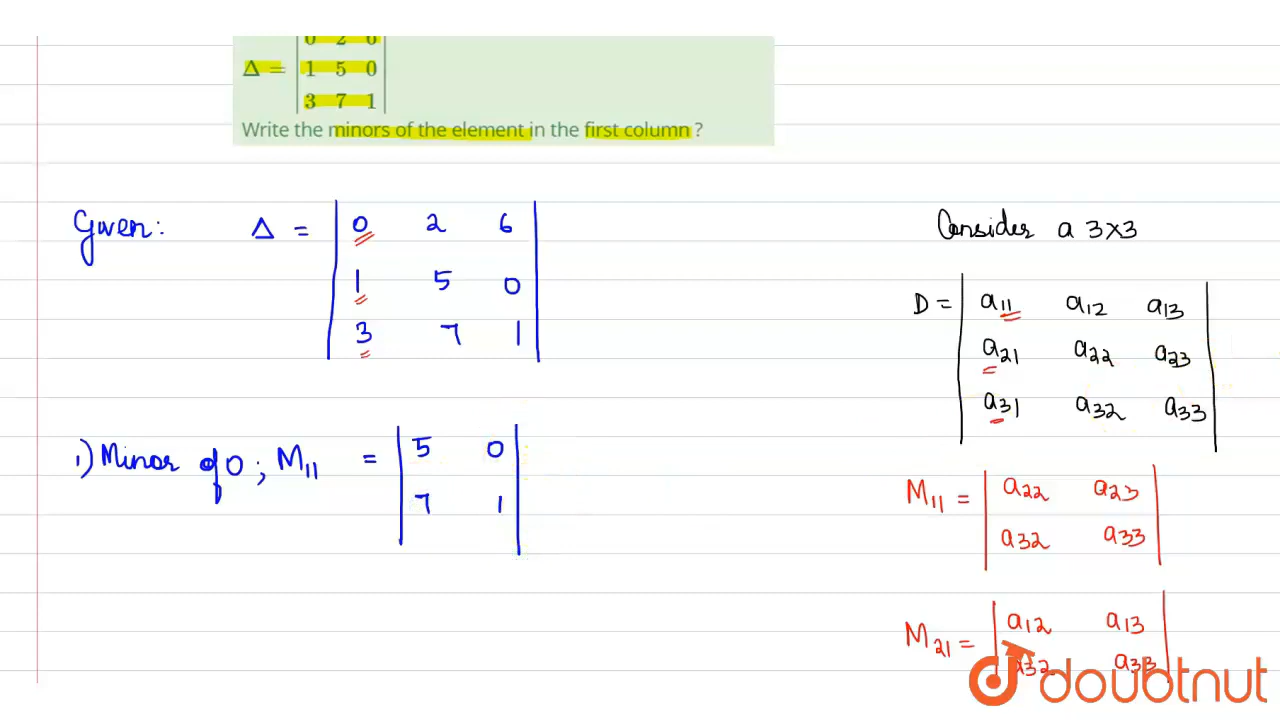 Δ = | 1 5 0 |
| 3 7 1 |
Write the minors of the element in the first column ?
Given: Δ = | 0 2 6 |
| 1 5 0 |
| 3 7 1 |
1) Minor of 0 ; M11 = | 5 0 |
| 7 1 |
Consider a 3×3
D = | a11 a12 a13 |
| a21 a22 a23 |
| a31 a32 a33 |
M11 = | a22 a23 |
| a32 a33 |
M21 = | a12 a13 |
| a32 a33 |
doubtnut